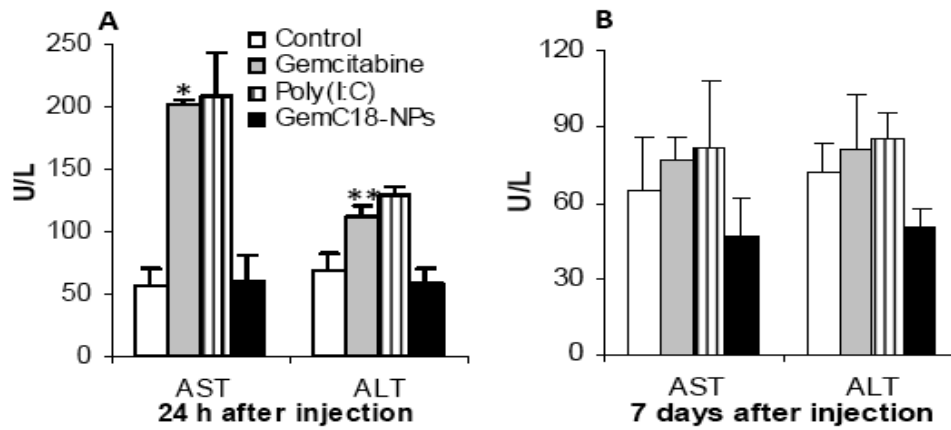 A
B
U/L
250
200
150
100
50
0
Control
Gemcitabine
Poly(I:C)
GemC18-NPs
*
**
AST
ALT
24 h after injection
U/L
120
90
60
30
0
AST
ALT
7 days after injection